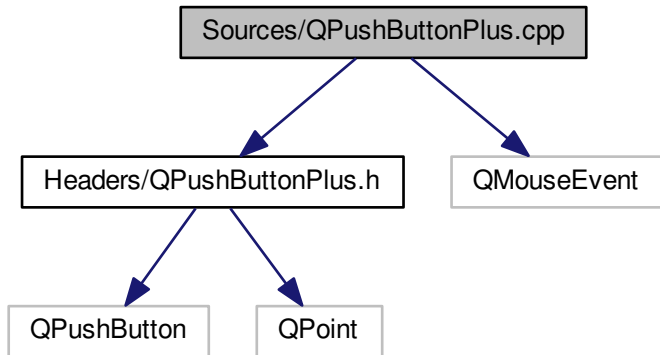 Sources/QPushButtonPlus.cpp
Headers/QPushButtonPlus.h
QMouseEvent
QPushButton
QPoint